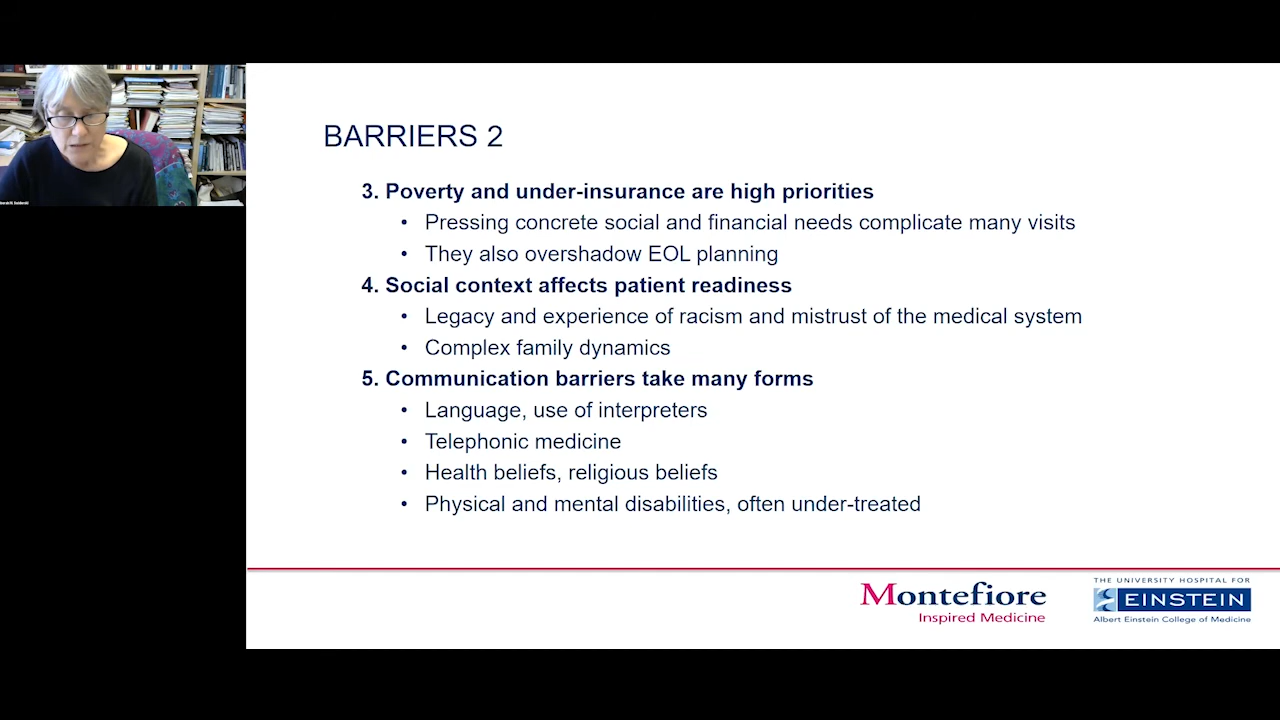 BARRIERS 2
3. Poverty and under-insurance are high priorities
• Pressing concrete social and financial needs complicate many visits
• They also overshadow EOL planning
4. Social context affects patient readiness
• Legacy and experience of racism and mistrust of the medical system
• Complex family dynamics
5. Communication barriers take many forms
• Language, use of interpreters
• Telephonic medicine
• Health beliefs, religious beliefs
• Physical and mental disabilities, often under-treated
Montefiore
Inspired Medicine
THE UNIVERSITY HOSPITAL FOR
EINSTEIN
Albert Einstein College of Medicine